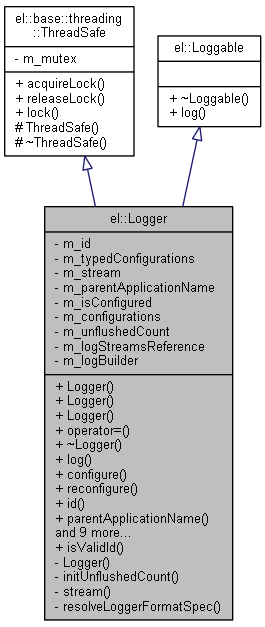 el::base::threading
::ThreadSafe
- m_mutex
+ acquireLock()
+ releaseLock()
+ lock()
# ThreadSafe()
# ~ThreadSafe()
el::Loggable
+ ~Loggable()
+ log()
el::Logger
- m_id
- m_typedConfigurations
- m_stream
- m_parentApplicationName
- m_isConfigured
- m_configurations
- m_unflushedCount
- m_logStreamsReference
- m_logBuilder
+ Logger()
+ Logger()
+ Logger()
+ operator=()
+ ~Logger()
+ log()
+ configure()
+ reconfigure()
+ id()
+ parentApplicationName()
and 9 more...
+ isValidId()
- Logger()
- initUnflushedCount()
- stream()
- resolveLoggerFormatSpec()